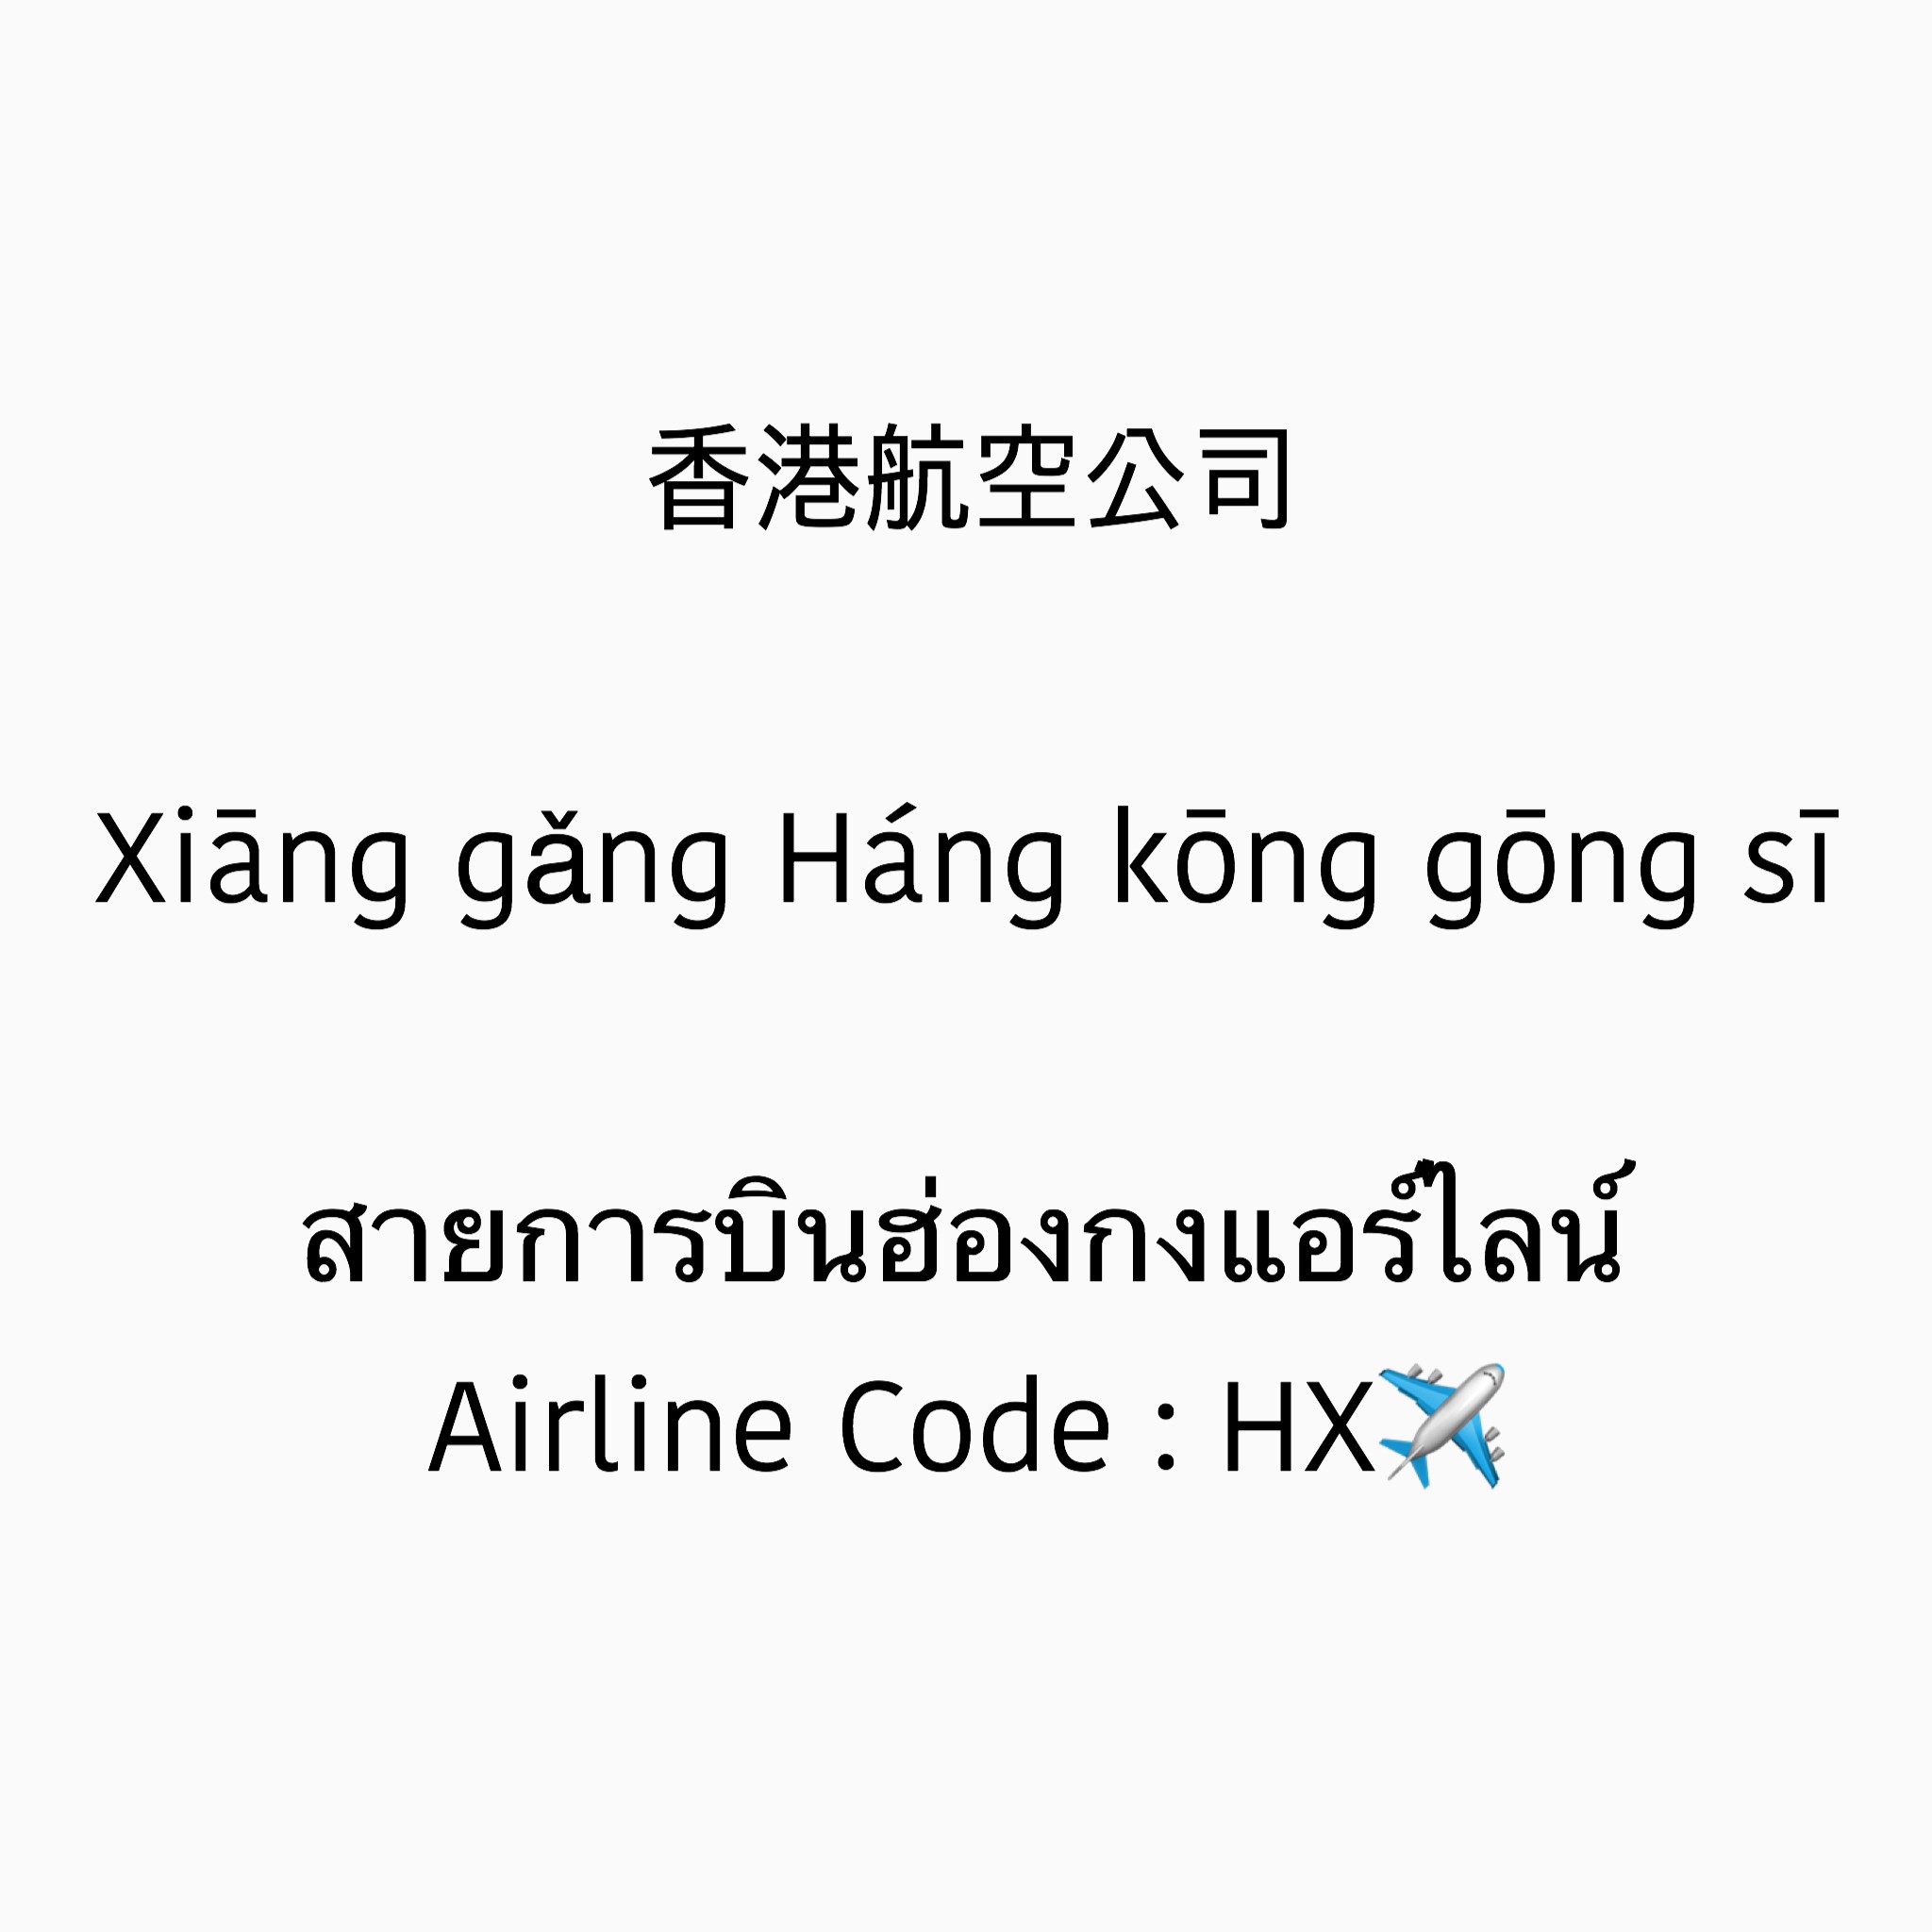 香港航空公司
Xiāng gǎng Háng kōng gōng sī
สายการบินฮ่องกงแอร์ไลน์
Airline Code : HX✈️